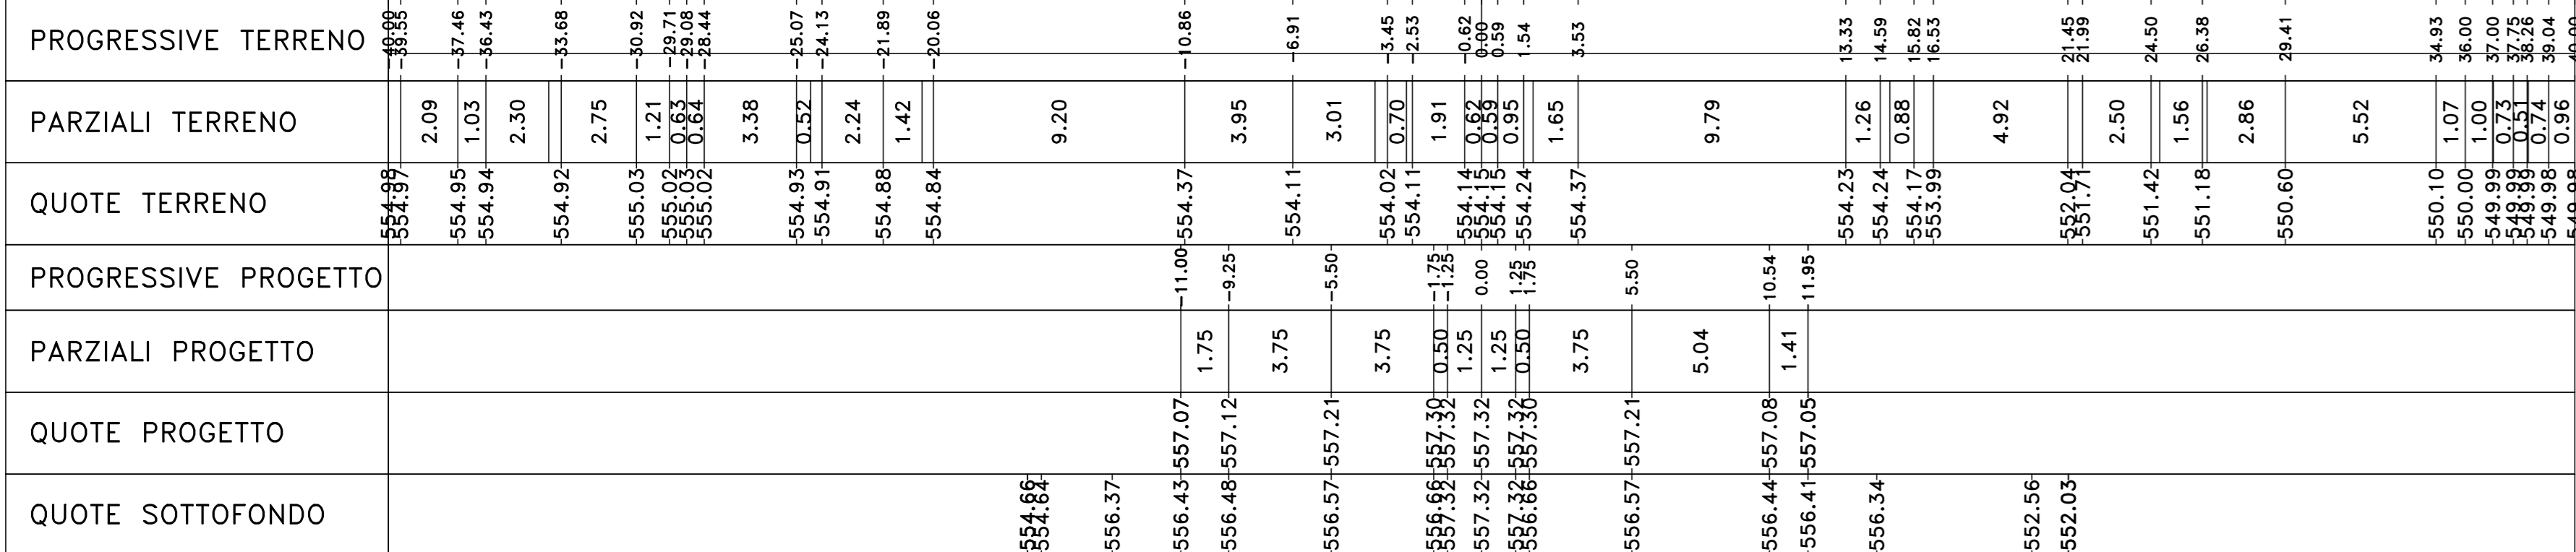 PROGRESSIVE TERRENO -40.00 -39.55 -37.46 -36.43 -33.68 -30.92 -29.71 -29.08 -28.44 -25.07 -24.13 -21.89 -20.06 -10.86 -6.91 -3.45 -2.53 -0.62 0.00 0.59 1.54 3.53 13.33 14.59 15.82 16.53 21.45 21.99 24.50 26.38 29.41 34.93 36.00 37.00 37.75 38.26 39.04
PARZIALI TERRENO 2.09 1.03 2.30 2.75 1.21 0.63 0.64 3.38 0.52 2.24 1.42 9.20 3.95 3.01 0.70 1.91 0.62 0.59 0.95 1.65 9.79 1.26 0.88 4.92 2.50 1.56 2.86 5.52 1.07 1.00 0.73 0.51 0.74 0.96
QUOTE TERRENO 554.98 554.97 554.95 554.94 554.92 555.03 555.02 555.03 555.02 554.93 554.91 554.88 554.84 554.37 554.11 554.02 554.11 554.14 554.15 554.15 554.24 554.37 554.23 554.24 554.17 553.99 552.04 551.71 551.42 551.18 550.60 550.10 550.00 549.99 549.99 549.99 549.98
PROGRESSIVE PROGETTO -11.00 -9.25 -5.50 -1.75 -1.25 0.00 1.25 1.75 5.50 10.54 11.95
PARZIALI PROGETTO 1.75 3.75 3.75 0.50 1.25 1.25 0.50 3.75 5.04 1.41
QUOTE PROGETTO 557.07 557.12 557.21 557.30 557.32 557.32 557.32 557.30 557.21 557.08 557.05
QUOTE SOTTOFONDO 554.66 554.64 556.37 556.43 556.48 556.57 556.66 557.32 557.32 557.32 556.66 556.57 556.44 556.41 556.34 552.56 552.03